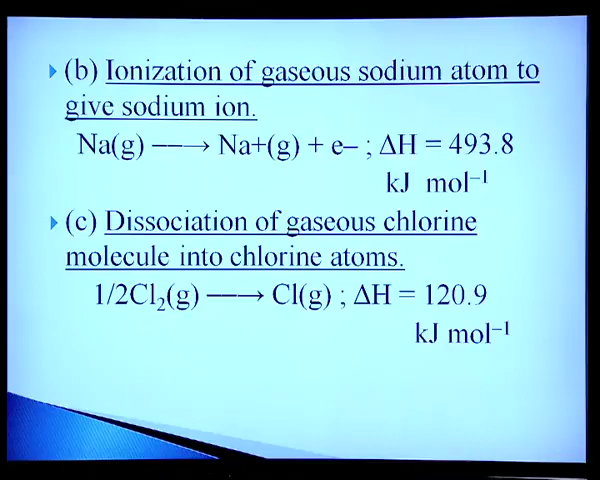 (b) Ionization of gaseous sodium atom to
give sodium ion.
Na(g) ––→ Na+(g) + e– ; ΔH = 493.8
kJ mol⁻¹
(c) Dissociation of gaseous chlorine
molecule into chlorine atoms.
1/2Cl₂(g) ––→ Cl(g) ; ΔH = 120.9
kJ mol⁻¹